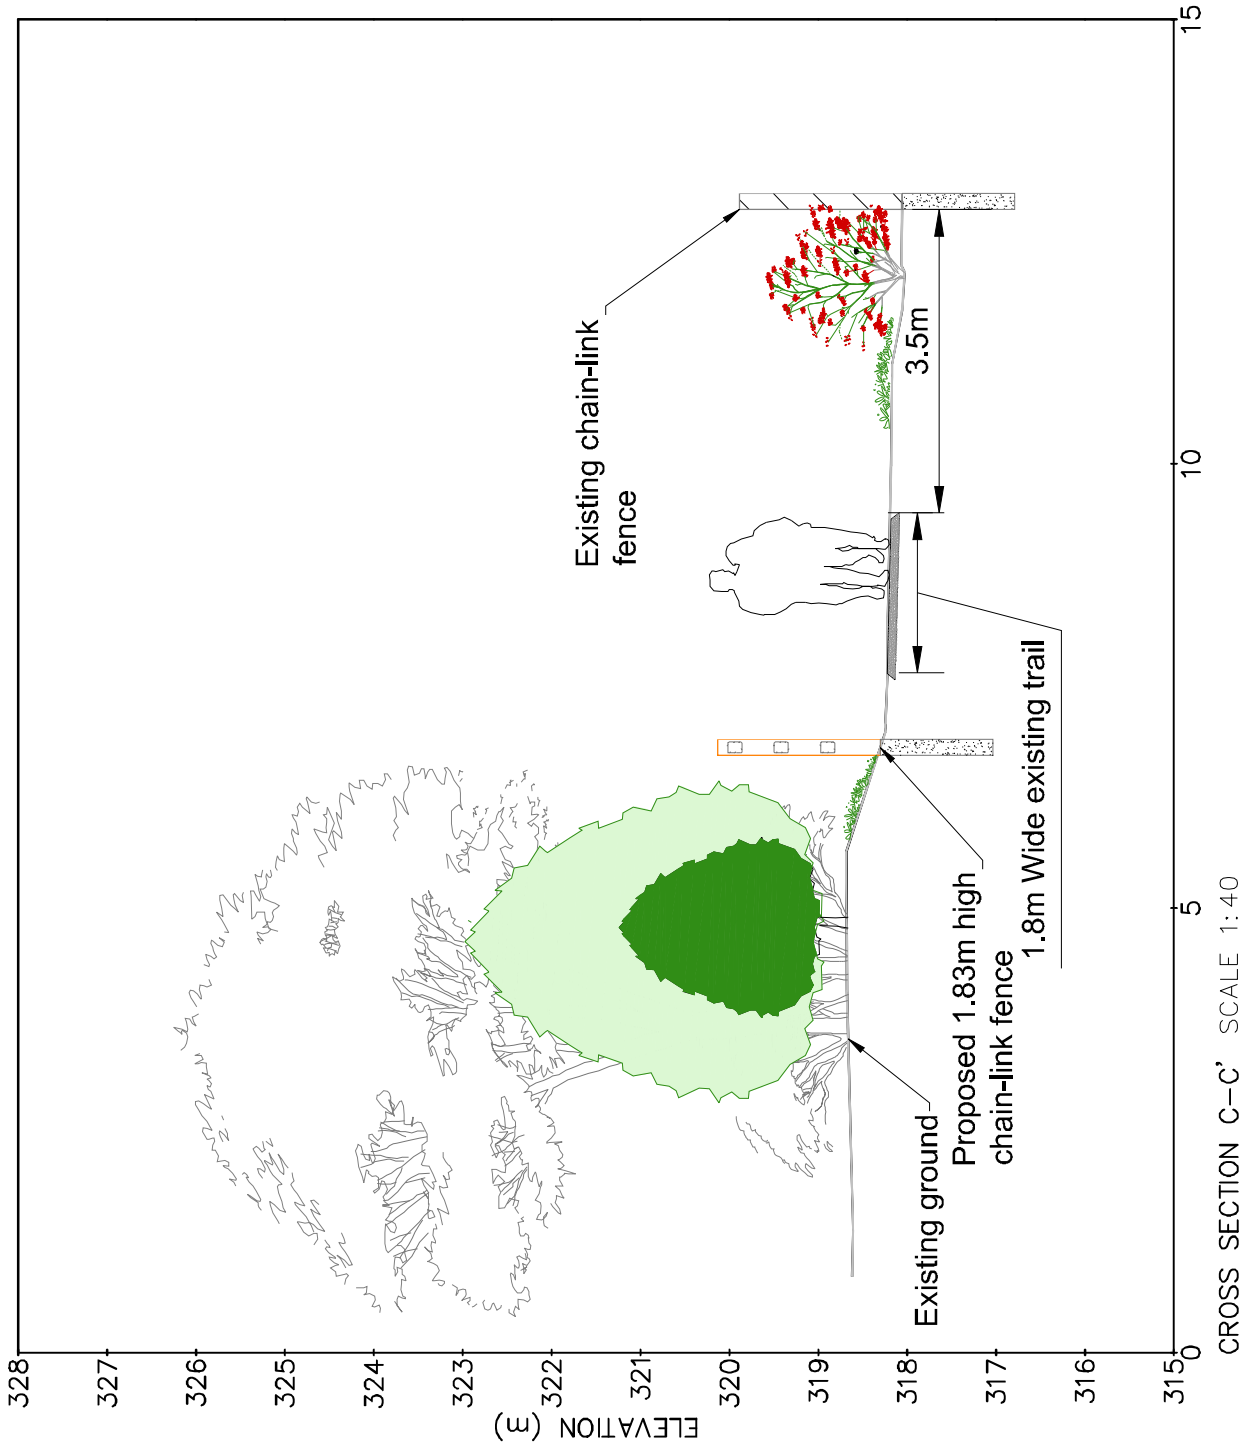 328
327
326
325
324
323
322
321
320
319
318
317
316
315
ELEVATION (m)
0
5
10
15
Existing chain-link
fence
3.5m
Existing ground
Proposed 1.83m high
chain-link fence
1.8m Wide existing trail
CROSS SECTION C-C' SCALE 1:40